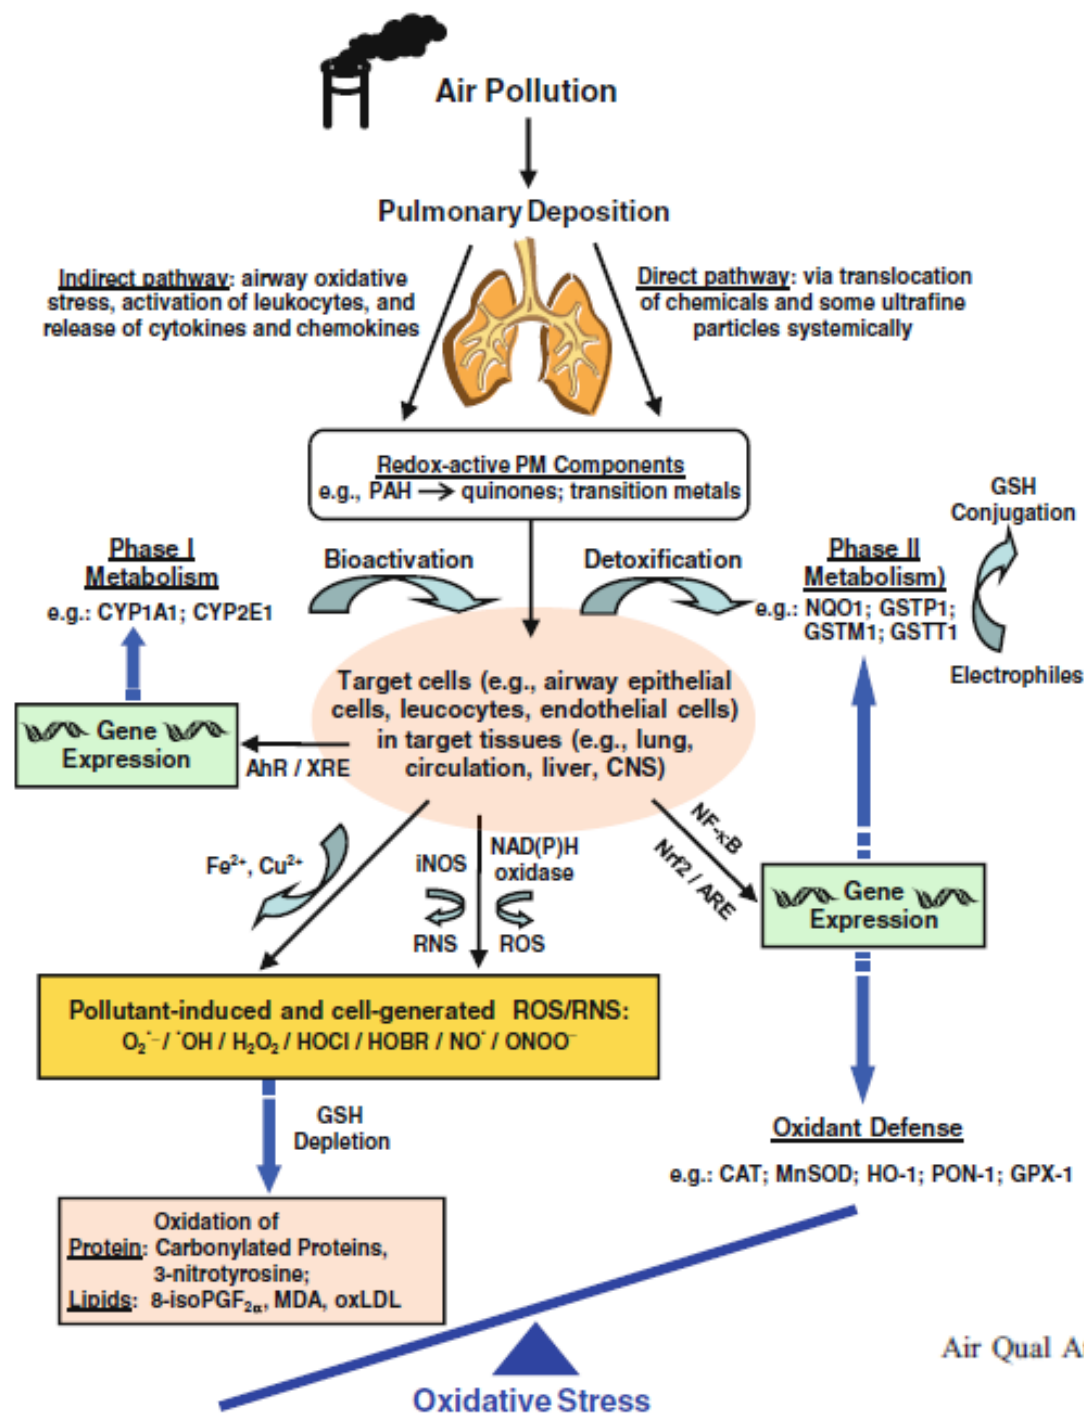 Air Pollution
Pulmonary Deposition
Indirect pathway: airway oxidative
stress, activation of leukocytes, and
release of cytokines and chemokines
Direct pathway: via translocation
of chemicals and some ultrafine
particles systemically
Redox-active PM Components
e.g., PAH → quinones; transition metals
GSH
Conjugation
Phase I
Metabolism
e.g.: CYP1A1; CYP2E1
Bioactivation
Detoxification
Phase II
Metabolism)
e.g.: NQO1; GSTP1;
GSTM1; GSTT1
Electrophiles
Target cells (e.g., airway epithelial
cells, leucocytes, endothelial cells)
in target tissues (e.g., lung,
circulation, liver, CNS)
Gene
Expression
AhR / XRE
Fe²⁺, Cu²⁺
iNOS
RNS
NAD(P)H
oxidase
ROS
NF-κB
Nrf2 / ARE
Gene
Expression
Pollutant-induced and cell-generated ROS/RNS:
O₂˙⁻ / ˙OH / H₂O₂ / HOCl / HOBR / NO˙ / ONOO⁻
GSH
Depletion
Oxidant Defense
e.g.: CAT; MnSOD; HO-1; PON-1; GPX-1
Oxidation of
Protein: Carbonylated Proteins,
3-nitrotyrosine;
Lipids: 8-isoPGF₂α, MDA, oxLDL
Air Qual
Oxidative Stress